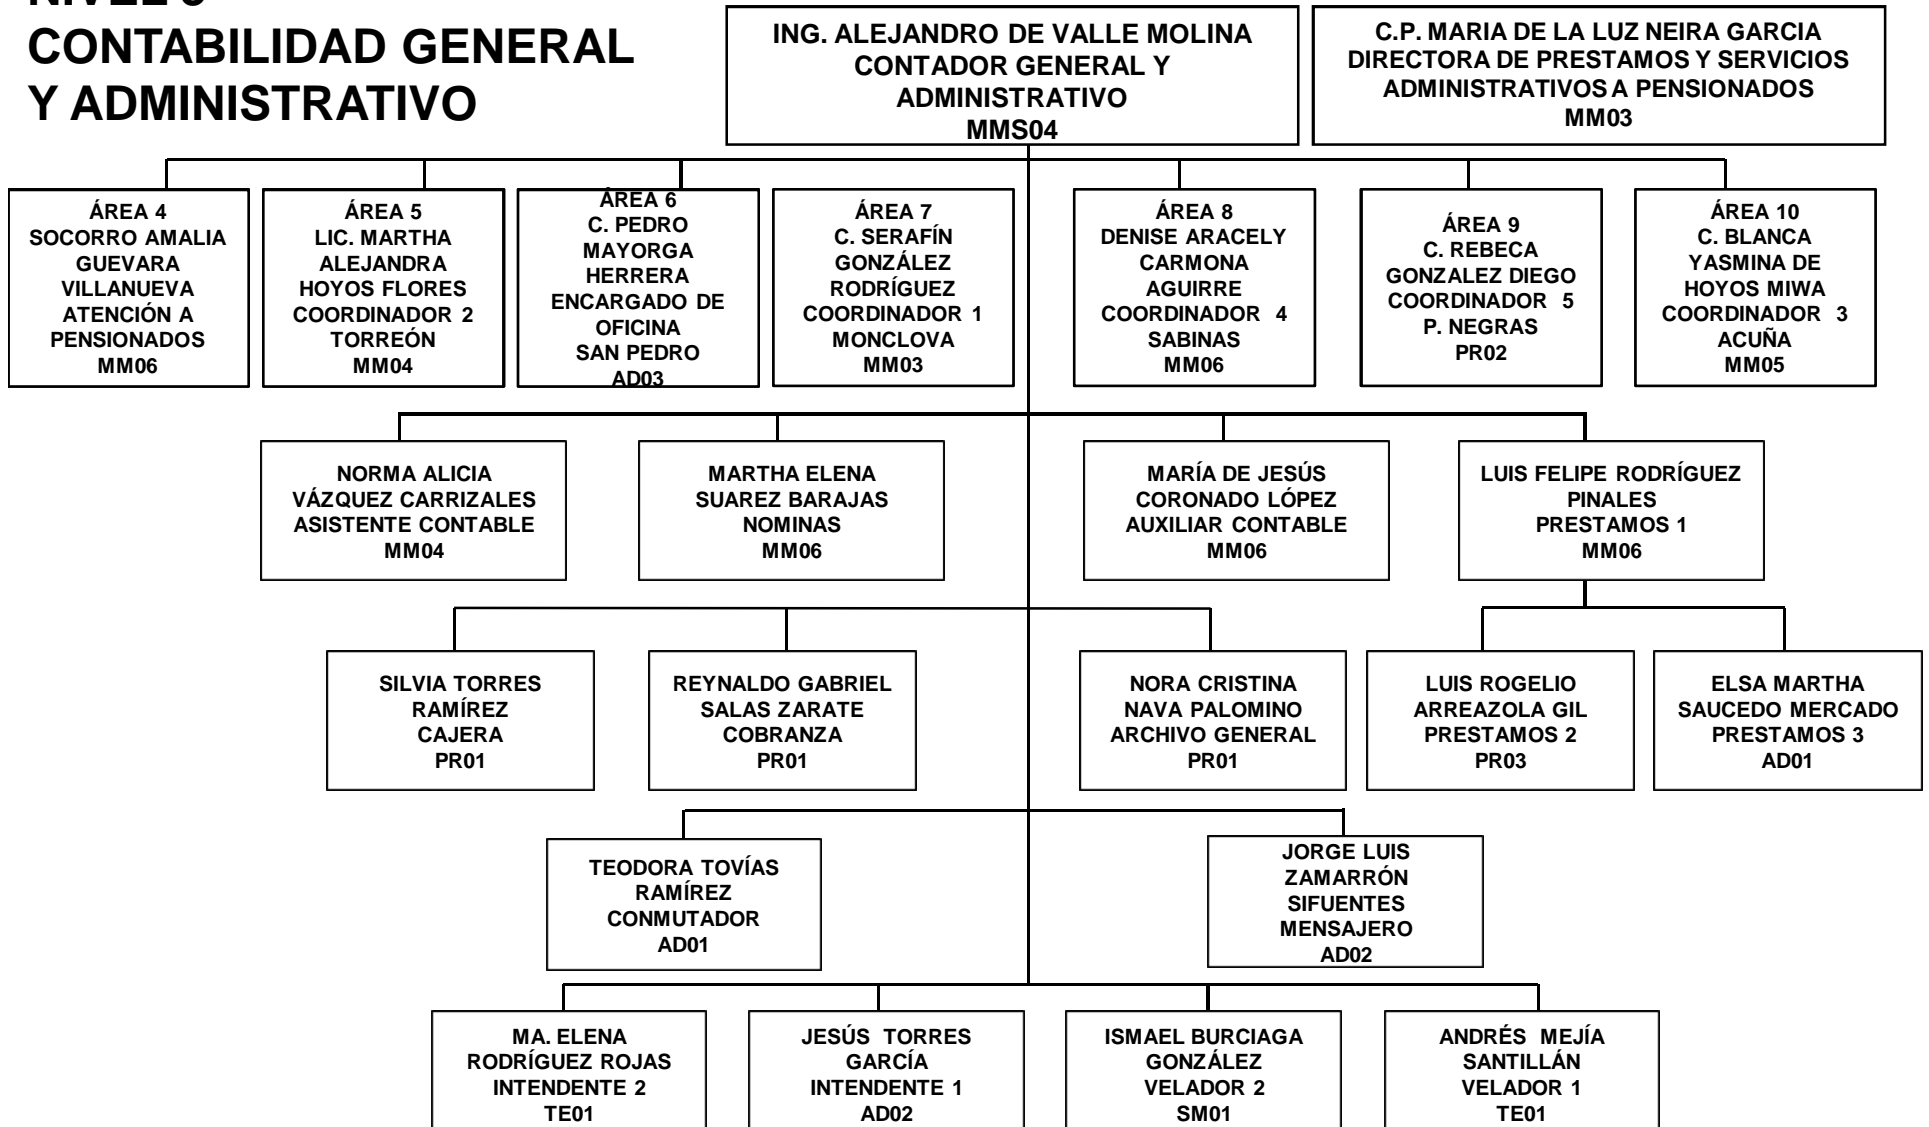 CONTABILIDAD GENERAL
Y ADMINISTRATIVO
ING. ALEJANDRO DE VALLE MOLINA
CONTADOR GENERAL Y
ADMINISTRATIVO
MMS04
C.P. MARIA DE LA LUZ NEIRA GARCIA
DIRECTORA DE PRESTAMOS Y SERVICIOS
ADMINISTRATIVOS A PENSIONADOS
MM03
ÁREA 4
SOCORRO AMALIA
GUEVARA
VILLANUEVA
ATENCIÓN A
PENSIONADOS
MM06
ÁREA 5
LIC. MARTHA
ALEJANDRA
HOYOS FLORES
COORDINADOR 2
TORREÓN
MM04
ÁREA 6
C. PEDRO
MAYORGA
HERRERA
ENCARGADO DE
OFICINA
SAN PEDRO
AD03
ÁREA 7
C. SERAFÍN
GONZÁLEZ
RODRÍGUEZ
COORDINADOR 1
MONCLOVA
MM03
ÁREA 8
DENISE ARACELY
CARMONA
AGUIRRE
COORDINADOR 4
SABINAS
MM06
ÁREA 9
C. REBECA
GONZALEZ DIEGO
COORDINADOR 5
P. NEGRAS
PR02
ÁREA 10
C. BLANCA
YASMINA DE
HOYOS MIWA
COORDINADOR 3
ACUÑA
MM05
NORMA ALICIA
VÁZQUEZ CARRIZALES
ASISTENTE CONTABLE
MM04
MARTHA ELENA
SUAREZ BARAJAS
NOMINAS
MM06
MARÍA DE JESÚS
CORONADO LÓPEZ
AUXILIAR CONTABLE
MM06
LUIS FELIPE RODRÍGUEZ
PINALES
PRESTAMOS 1
MM06
SILVIA TORRES
RAMÍREZ
CAJERA
PR01
REYNALDO GABRIEL
SALAS ZARATE
COBRANZA
PR01
NORA CRISTINA
NAVA PALOMINO
ARCHIVO GENERAL
PR01
LUIS ROGELIO
ARREAZOLA GIL
PRESTAMOS 2
PR03
ELSA MARTHA
SAUCEDO MERCADO
PRESTAMOS 3
AD01
TEODORA TOVÍAS
RAMÍREZ
CONMUTADOR
AD01
JORGE LUIS
ZAMARRÓN
SIFUENTES
MENSAJERO
AD02
MA. ELENA
RODRÍGUEZ ROJAS
INTENDENTE 2
TE01
JESÚS TORRES
GARCÍA
INTENDENTE 1
AD02
ISMAEL BURCIAGA
GONZÁLEZ
VELADOR 2
SM01
ANDRÉS MEJÍA
SANTILLÁN
VELADOR 1
TE01